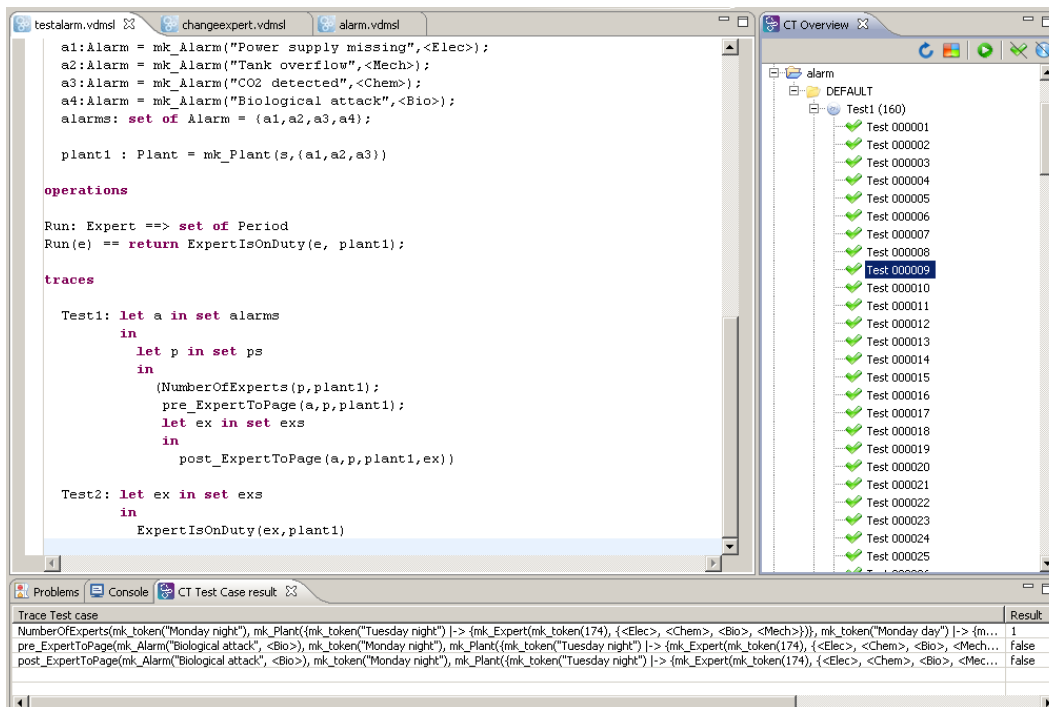 testalarm.vdmsl changeexpert.vdmsl alarm.vdmsl
a1:Alarm = mk_Alarm("Power supply missing",<Elec>);
a2:Alarm = mk_Alarm("Tank overflow",<Mech>);
a3:Alarm = mk_Alarm("CO2 detected",<Chem>);
a4:Alarm = mk_Alarm("Biological attack",<Bio>);
alarms: set of Alarm = {a1,a2,a3,a4};
plant1 : Plant = mk_Plant(s,{a1,a2,a3})
operations
Run: Expert ==> set of Period
Run(e) == return ExpertIsOnDuty(e, plant1);
traces
Test1: let a in set alarms
in
let p in set ps
in
(NumberOfExperts(p,plant1);
pre_ExpertToPage(a,p,plant1);
let ex in set exs
in
post_ExpertToPage(a,p,plant1,ex))
Test2: let ex in set exs
in
ExpertIsOnDuty(ex,plant1)
CT Overview
alarm
DEFAULT
Test1 (160)
Test 000001
Test 000002
Test 000003
Test 000004
Test 000005
Test 000006
Test 000007
Test 000008
Test 000009
Test 000010
Test 000011
Test 000012
Test 000013
Test 000014
Test 000015
Test 000016
Test 000017
Test 000018
Test 000019
Test 000020
Test 000021
Test 000022
Test 000023
Test 000024
Test 000025
Problems Console CT Test Case result
Trace Test case Result
NumberOfExperts(mk_token("Monday night"), mk_Plant({mk_token("Tuesday night") |-> {mk_Expert(mk_token(174), {<Elec>, <Chem>, <Bio>, <Mech>})}, mk_token("Monday day") |-> {m... 1
pre_ExpertToPage(mk_Alarm("Biological attack", <Bio>), mk_token("Monday night"), mk_Plant({mk_token("Tuesday night") |-> {mk_Expert(mk_token(174), {<Elec>, <Chem>, <Bio>, <Mech... false
post_ExpertToPage(mk_Alarm("Biological attack", <Bio>), mk_token("Monday night"), mk_Plant({mk_token("Tuesday night") |-> {mk_Expert(mk_token(174), {<Elec>, <Chem>, <Bio>, <Mec... false